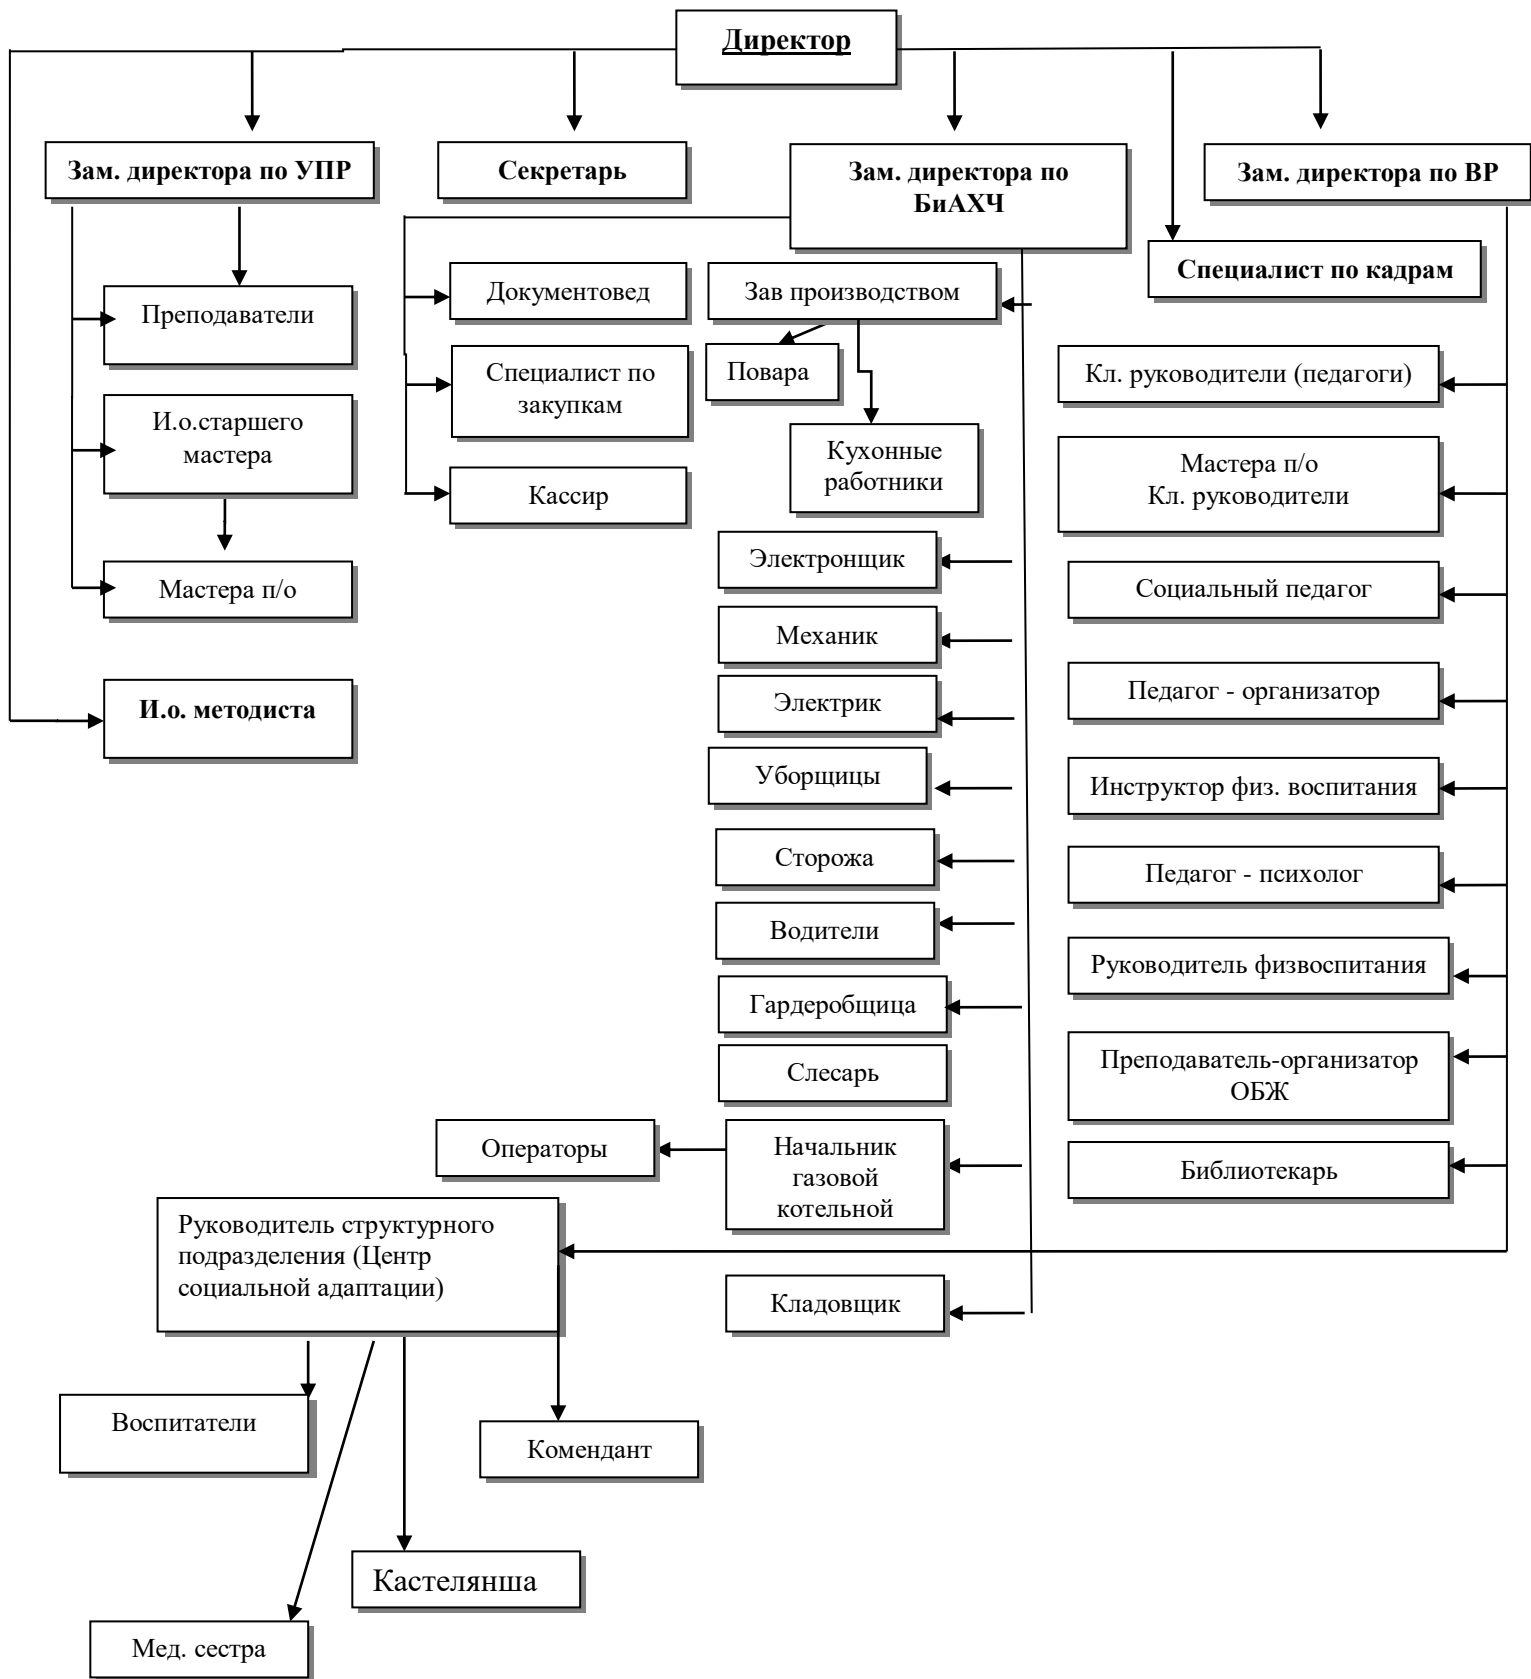 Директор
Зам. директора по УПР
Секретарь
Зам. директора по
БиАХЧ
Зам. директора по ВР
Специалист по кадрам
Преподаватели
И.о.старшего
мастера
Мастера п/о
И.о. методиста
Документовед
Специалист по
закупкам
Кассир
Зав производством
Повара
Кухонные
работники
Электронщик
Механик
Электрик
Уборщицы
Сторожа
Водители
Гардеробщица
Слесарь
Операторы
Начальник
газовой
котельной
Кладовщик
Кл. руководители (педагоги)
Мастера п/о
Кл. руководители
Социальный педагог
Педагог - организатор
Инструктор физ. воспитания
Педагог - психолог
Руководитель физвоспитания
Преподаватель-организатор
ОБЖ
Библиотекарь
Руководитель структурного
подразделения (Центр
социальной адаптации)
Воспитатели
Комендант
Кастелянша
Мед. сестра